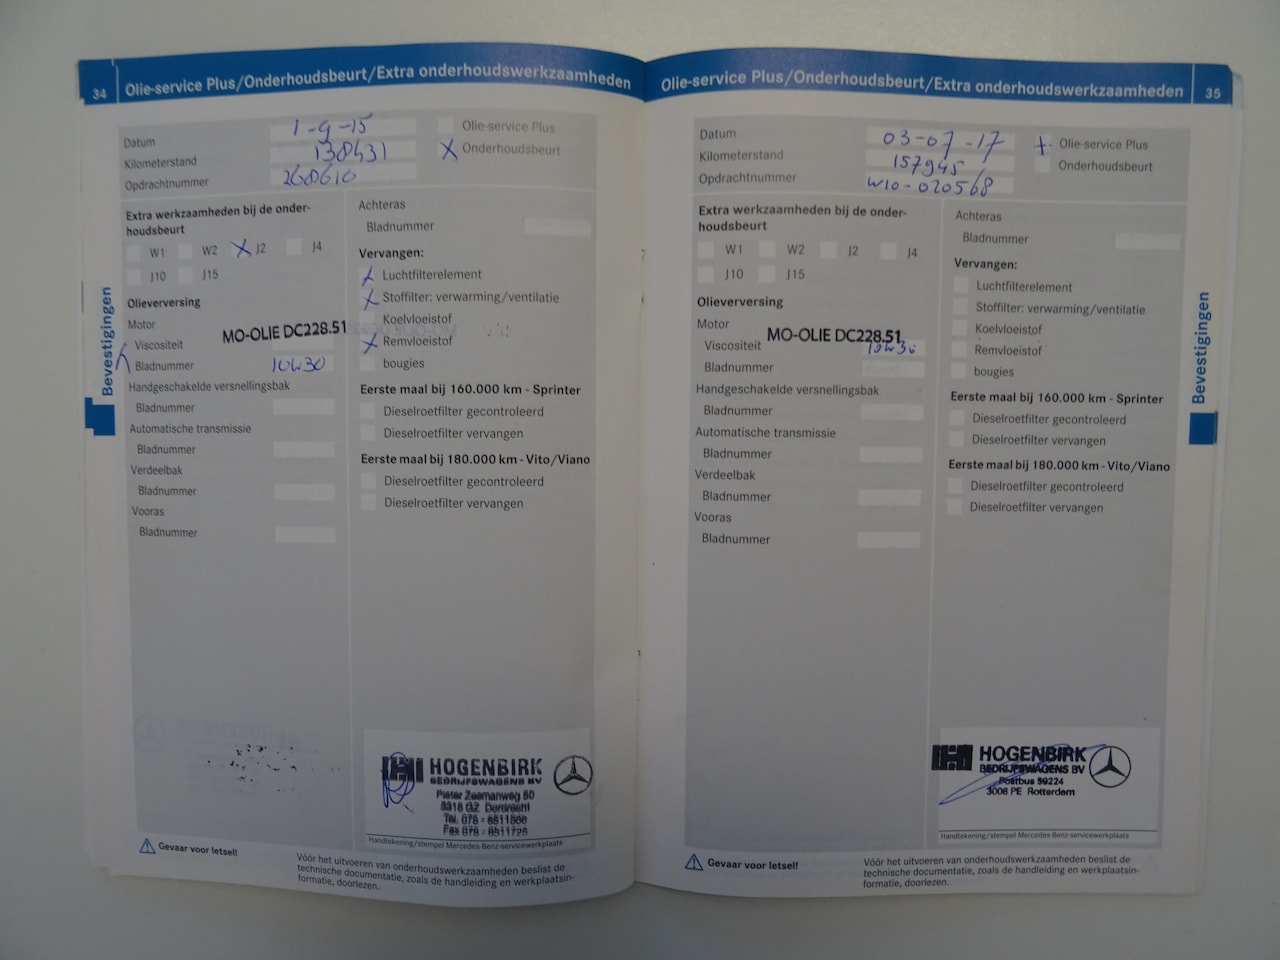 34 Olie-service Plus/Onderhoudsbeurt/Extra onderhoudswerkzaamheden
Datum 1-9-15 Olie-service Plus
Kilometerstand 138431 X Onderhoudsbeurt
Opdrachtnummer 268610
Extra werkzaamheden bij de onder-
houdsbeurt
W1 W2 X J2 J4
J10 J15
Olieverversing
Motor
MO-OLIE DC228.51
Viscositeit
Bladnummer 10W30
Handgeschakelde versnellingsbak
Bladnummer
Automatische transmissie
Bladnummer
Verdeelbak
Bladnummer
Vooras
Bladnummer
Achteras
Bladnummer
Vervangen:
X Luchtfilterelement
X Stoffilter: verwarming/ventilatie
Koelvloeistof
X Remvloeistof
bougies
Eerste maal bij 160.000 km - Sprinter
Dieselroetfilter gecontroleerd
Dieselroetfilter vervangen
Eerste maal bij 180.000 km - Vito/Viano
Dieselroetfilter gecontroleerd
Dieselroetfilter vervangen
HOGENBIRK
BEDRIJFSWAGENS BV
Pieter Zeemanweg 50
3316 GZ Dordrecht
Tel. 078 - 6511866
Fax 078 - 6511725
Handtekening/stempel Mercedes-Benz-servicewerkplaats
Gevaar voor letsel!
Vóór het uitvoeren van onderhoudswerkzaamheden beslist de
technische documentatie, zoals de handleiding en werkplaatsin-
formatie, doorlezen.
Bevestigingen
Olie-service Plus/Onderhoudsbeurt/Extra onderhoudswerkzaamheden 35
Datum 03-07-17 + Olie-service Plus
Kilometerstand 157945 Onderhoudsbeurt
Opdrachtnummer W10-020568
Extra werkzaamheden bij de onder-
houdsbeurt
W1 W2 J2 J4
J10 J15
Olieverversing
Motor
MO-OLIE DC228.51
Viscositeit 10W30
Bladnummer
Handgeschakelde versnellingsbak
Bladnummer
Automatische transmissie
Bladnummer
Verdeelbak
Bladnummer
Vooras
Bladnummer
Achteras
Bladnummer
Vervangen:
Luchtfilterelement
Stoffilter: verwarming/ventilatie
Koelvloeistof
Remvloeistof
bougies
Eerste maal bij 160.000 km - Sprinter
Dieselroetfilter gecontroleerd
Dieselroetfilter vervangen
Eerste maal bij 180.000 km - Vito/Viano
Dieselroetfilter gecontroleerd
Dieselroetfilter vervangen
HOGENBIRK
BEDRIJFSWAGENS BV
Postbus 59224
3008 PE Rotterdam
Handtekening/stempel Mercedes-Benz-servicewerkplaats
Gevaar voor letsel!
Vóór het uitvoeren van onderhoudswerkzaamheden beslist de
technische documentatie, zoals de handleiding en werkplaatsin-
formatie, doorlezen.
Bevestigingen